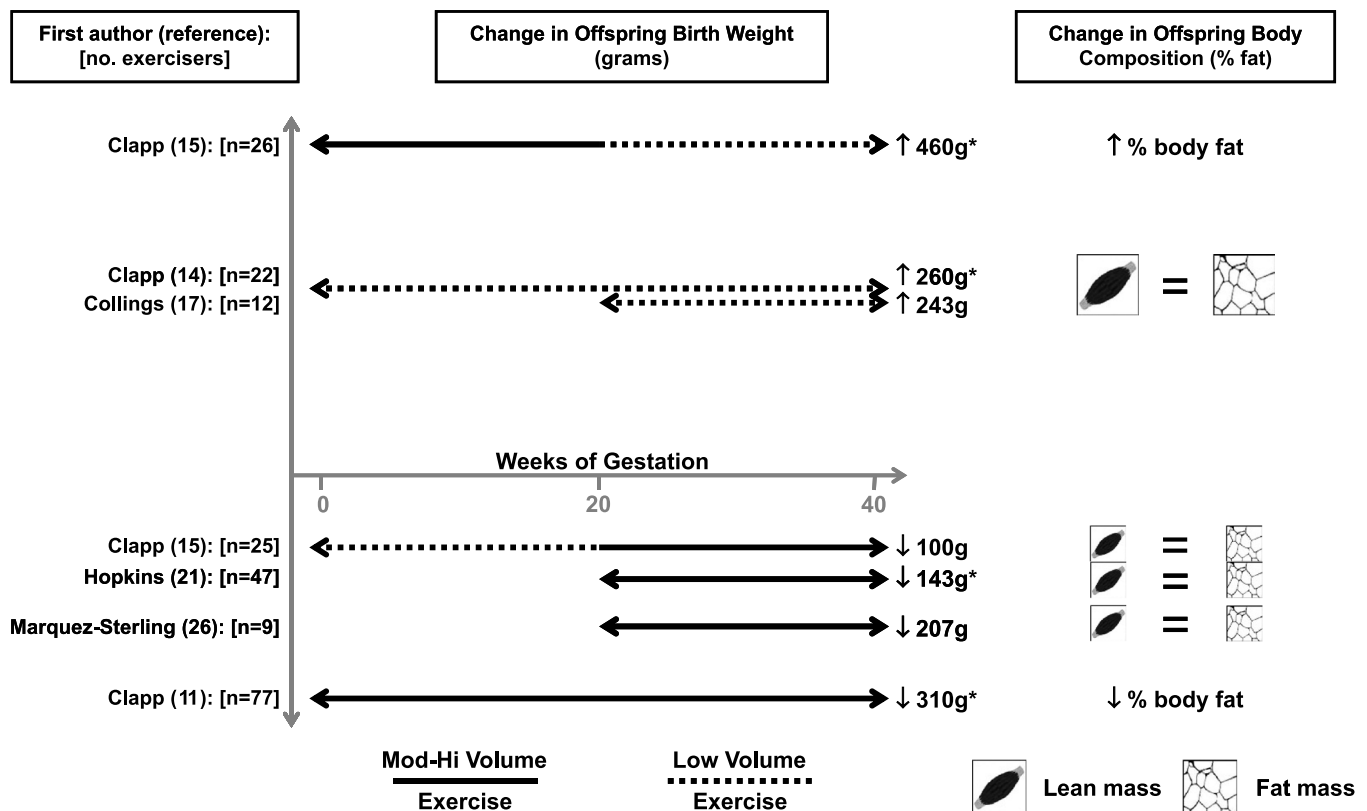 First author (reference):
[no. exercisers]
Change in Offspring Birth Weight
(grams)
Change in Offspring Body
Composition (% fat)
Clapp (15): [n=26]
↑ 460g*
↑ % body fat
Clapp (14): [n=22]
↑ 260g*
Collings (17): [n=12]
↑ 243g
=
Weeks of Gestation
0
20
40
Clapp (15): [n=25]
↓ 100g
=
Hopkins (21): [n=47]
↓ 143g*
=
Marquez-Sterling (26): [n=9]
↓ 207g
=
Clapp (11): [n=77]
↓ 310g*
↓ % body fat
Mod-Hi Volume
Exercise
Low Volume
Exercise
Lean mass
Fat mass